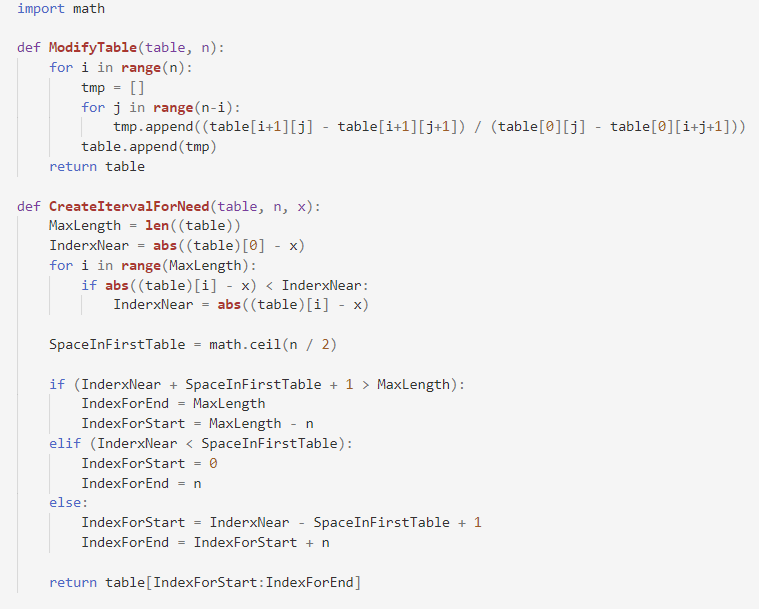 import math
def ModifyTable(table, n):
    for i in range(n):
        tmp = []
        for j in range(n-i):
            tmp.append((table[i+1][j] - table[i+1][j+1]) / (table[0][j] - table[0][i+j+1]))
        table.append(tmp)
    return table
def CreateItervalForNeed(table, n, x):
    MaxLength = len((table))
    InderxNear = abs((table)[0] - x)
    for i in range(MaxLength):
        if abs((table)[i] - x) < InderxNear:
            InderxNear = abs((table)[i] - x)
    SpaceInFirstTable = math.ceil(n / 2)
    if (InderxNear + SpaceInFirstTable + 1 > MaxLength):
        IndexForEnd = MaxLength
        IndexForStart = MaxLength - n
    elif (InderxNear < SpaceInFirstTable):
        IndexForStart = 0
        IndexForEnd = n
    else:
        IndexForStart = InderxNear - SpaceInFirstTable + 1
        IndexForEnd = IndexForStart + n
    return table[IndexForStart:IndexForEnd]